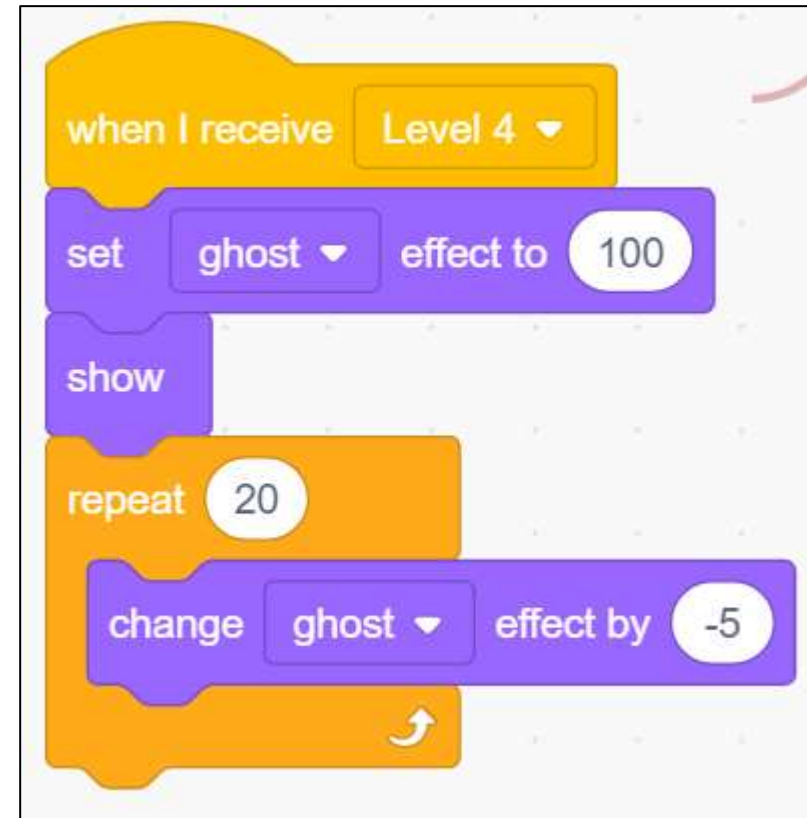 when I receive Level 4
set ghost effect to 100
show
repeat 20
change ghost effect by -5